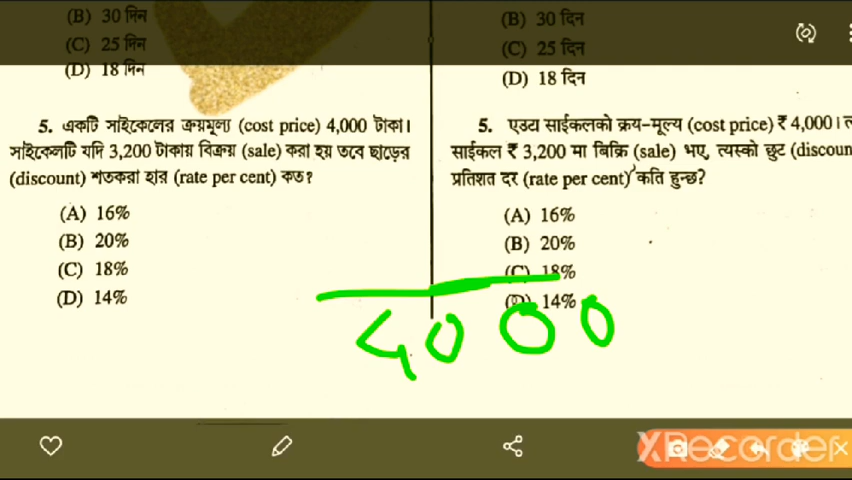 (B) 30 দিন
(C) 25 দিন
(D) 18 দিন
5. একটি সাইকেলের ক্রয়মূল্য (cost price) 4,000 টাকা।
সাইকেলটি যদি 3,200 টাকায় বিক্রয় (sale) করা হয় তবে ছাড়ের
(discount) শতকরা হার (rate per cent) কত?
(A) 16%
(B) 20%
(C) 18%
(D) 14%
(B) 30 दिन
(C) 25 दिन
(D) 18 दिन
5. एउटा साईकलको क्रय-मूल्य (cost price) ₹ 4,000।
साईकल ₹ 3,200 मा बिक्रि (sale) भए, त्यस्को छुट (discoun
प्रतिशत दर (rate per cent) कति हुन्छ?
(A) 16%
(B) 20%
(C) 18%
(D) 14%
4000
XRecorder